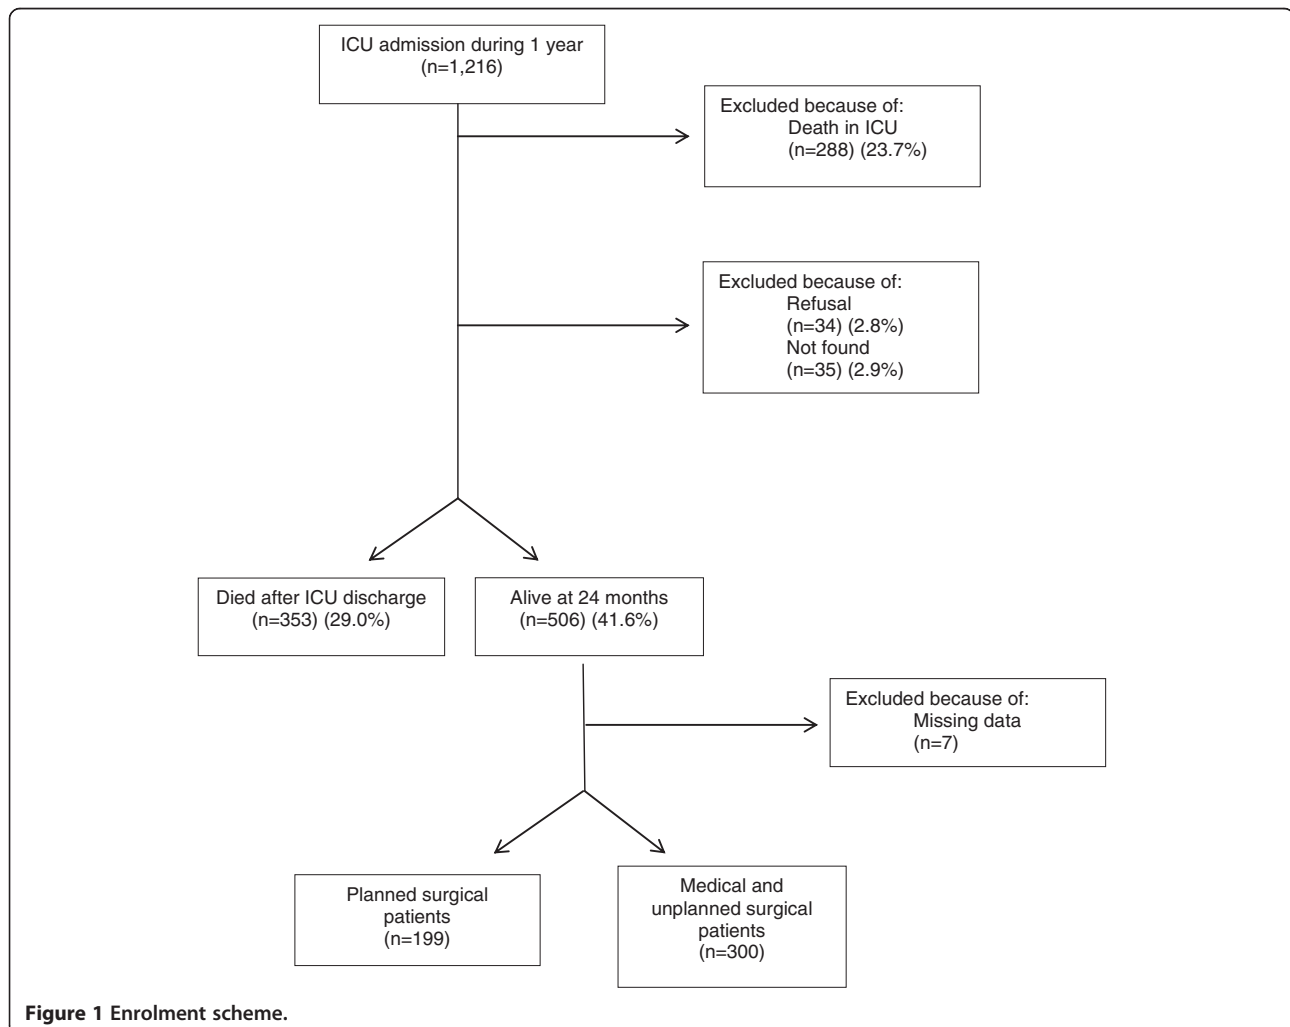 ICU admission during 1 year
(n=1,216)
Excluded because of:
Death in ICU
(n=288) (23.7%)
Excluded because of:
Refusal
(n=34) (2.8%)
Not found
(n=35) (2.9%)
Died after ICU discharge
(n=353) (29.0%)
Alive at 24 months
(n=506) (41.6%)
Excluded because of:
Missing data
(n=7)
Planned surgical
patients
(n=199)
Medical and
unplanned surgical
patients
(n=300)
Figure 1 Enrolment scheme.